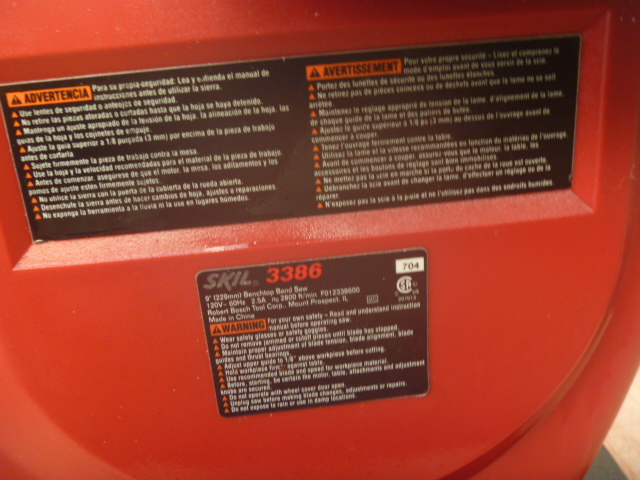 ADVERTENCIA Para su propia seguridad: Lea y entienda el manual de
instrucciones antes de utilizar la sierra.
Use lentes de seguridad o anteojos de seguridad.
No retire las piezas atoradas o cortadas hasta que la hoja se haya detenido.
Mantenga un ajuste apropiado de la tensión de la hoja, la alineación de la hoja, las
guías de la hoja y los cojinetes de empuje.
Ajuste la guía superior a 1/8 pulgada (3 mm) por encima de la pieza de trabajo
antes de cortarla
Sujete firmemente la pieza de trabajo contra la mesa.
Use la hoja y la velocidad recomendadas para el material de la pieza de trabajo.
Antes de comenzar, asegúrese de que el motor, la mesa, los aditamentos y los
pomos de ajuste estén firmemente sujetos.
No utilice la sierra con la puerta de la cubierta de la rueda abierta
Desenchufe la sierra antes de hacer cambios de hoja, ajustes o reparaciones.
No exponga la herramienta a la lluvia ni la use en lugares húmedos.
AVERTISSEMENT Pour votre propre sécurité – Lisez et comprenez le
mode d'emploi avant de vous servir de la scie.
Portez des lunettes de sécurité ou des lunettes étanches.
Ne retirez pas de pièces coincées ou de déchets avant que la lame ne soit
arrêtée.
Maintenez le réglage approprié de tension de la lame, d'alignement de la lame,
de bloque guide de la lame et des paliers de butée
Ajustez le guide supérieur à 1/8 po (3 mm) au-dessus de l'ouvrage avant de
commencer à couper.
Tenez l'ouvrage fermement contre la table.
Utilisez la lame et la vitesse recommandées en fonction du matériau de l'ouvrage.
Avant de commencer à couper, assurez-vous que le moteur, la table, les
accessoires et les boutons de réglage sont bien immobilisés.
Ne mettez pas la scie en marche si la porte du cache de la roue est ouverte.
Débranchez la scie avant de changer la lame, d'effectuer un réglage ou de la
réparer.
N'exposez pas la scie à la pluie et ne l'utilisez pas dans des endroits humides.
SKIL 3386
704
9" (229mm) Benchtop Band Saw
120V~ 60Hz 2.5A n0 2800 ft/min. F012338600
Robert Bosch Tool Corp., Mount Prospect, IL
Made in China
WARNING For your own safety – Read and understand instruction
manual before operating saw.
Wear safety glasses or safety goggles.
Do not remove jammed or cutoff pieces until blade has stopped.
Maintain proper adjustment of blade tension, blade alignment, blade
guides and thrust bearings.
Adjust upper guide to 1/8" above workpiece before cutting.
Hold workpiece firmly against table.
Use recommended blade and speed for workpiece material.
Before, starting, be certain the motor, table, attachments and adjustment
knobs are secured.
Do not operate with wheel cover door open.
Unplug saw before making blade changes, adjustments or repairs.
Do not expose to rain or use in damp locations.